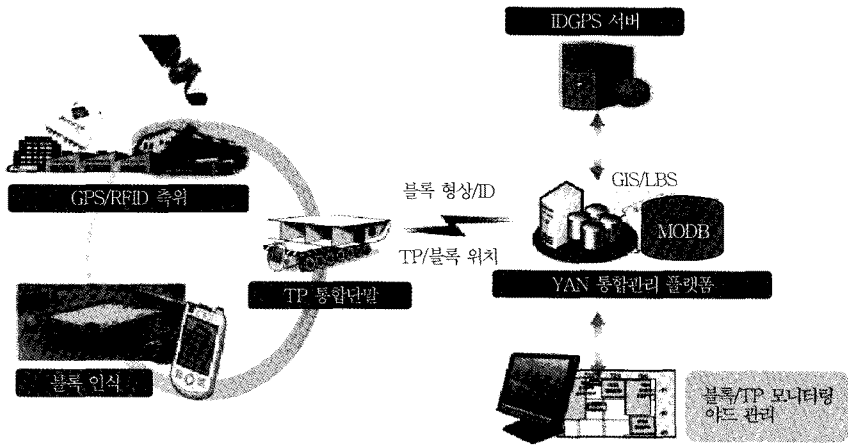 IDGPS 서버
GPS/RFID 측위
블록 형상/ID
TP/블록 위치
GIS/LBS
MODB
TP 통합단말
YAN 통합관리 플랫폼
블록 인식
블록/TP 모니터링
야드 관리